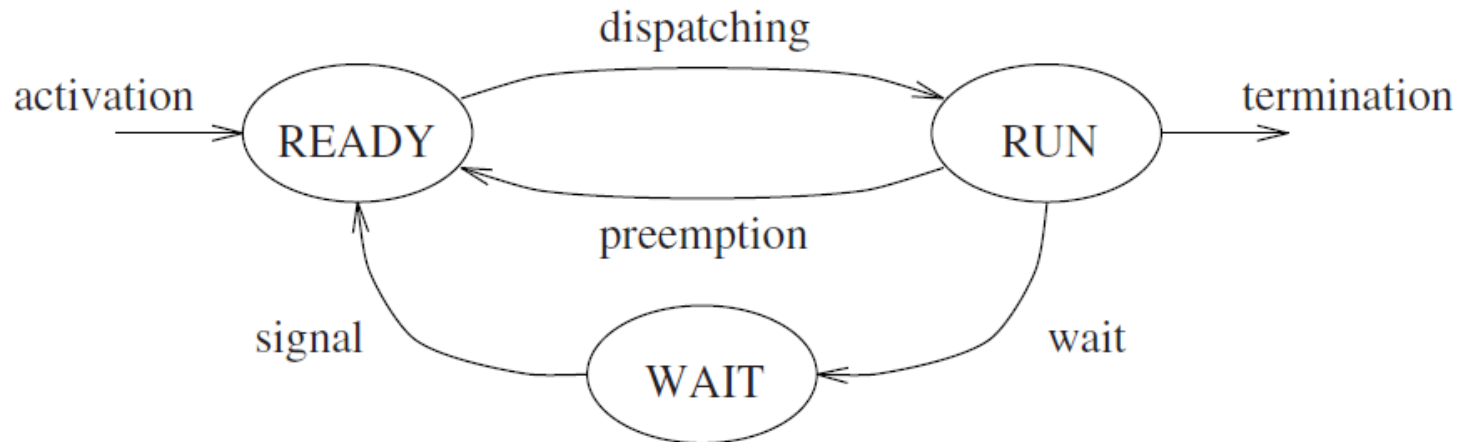 dispatching
activation
termination
READY
RUN
preemption
signal
wait
WAIT